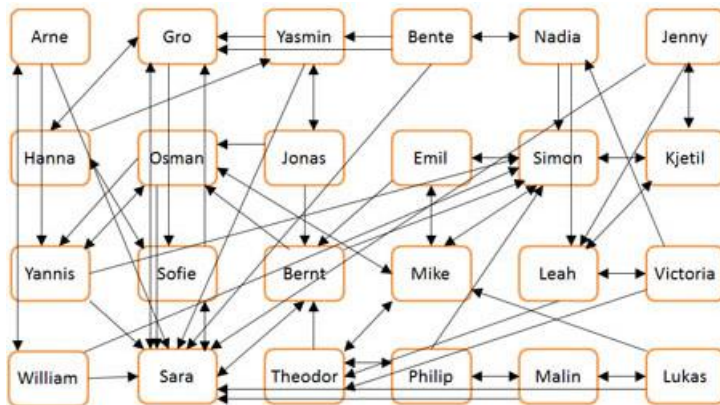 Arne Gro Yasmin Bente Nadia Jenny
Hanna Osman Jonas Emil Simon Kjetil
Yannis Sofie Bernt Mike Leah Victoria
William Sara Theodor Philip Malin Lukas